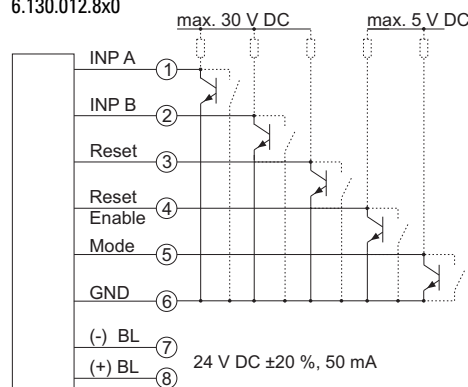 6.130.012.8x0
max. 30 V DC
max. 5 V DC
INP A
1
INP B
2
Reset
3
Reset
Enable
4
Mode
5
GND
6
(-) BL
7
24 V DC ±20 %, 50 mA
(+) BL
8